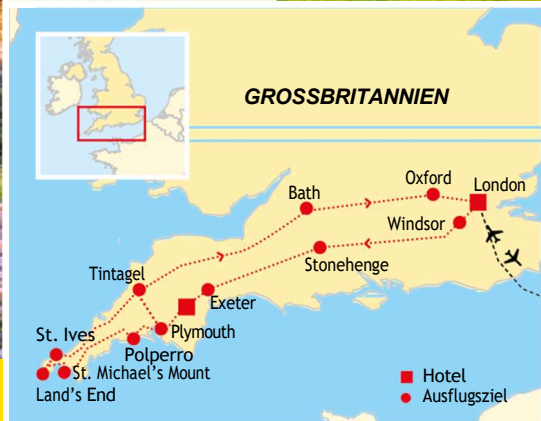 GROSSBRITANNIEN
Oxford
London
Bath
Windsor
Stonehenge
Tintagel
Exeter
St. Ives
Plymouth
Polperro
St. Michael's Mount
Land's End
Hotel
Ausflugsziel